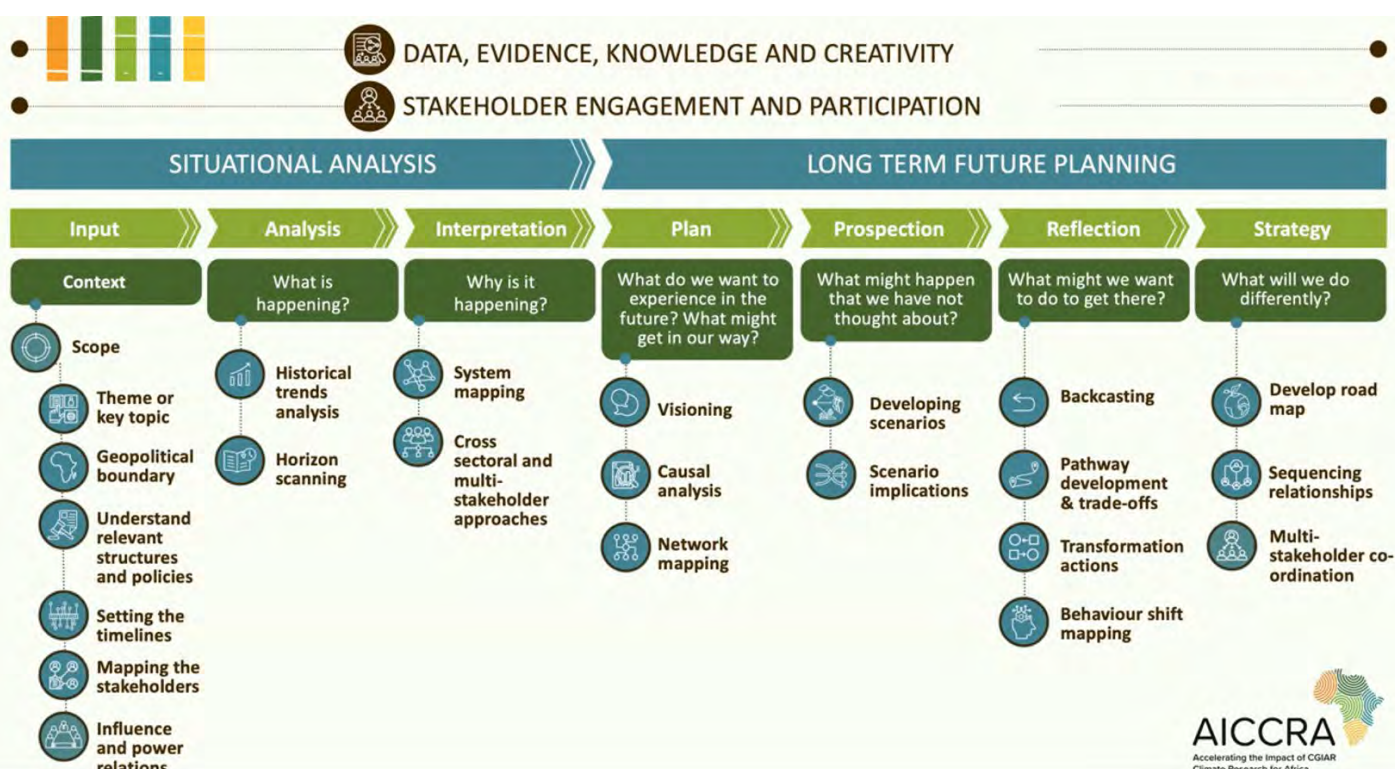 DATA, EVIDENCE, KNOWLEDGE AND CREATIVITY
STAKEHOLDER ENGAGEMENT AND PARTICIPATION
SITUATIONAL ANALYSIS
LONG TERM FUTURE PLANNING
Input
Context
Scope
Theme or
key topic
Geopolitical
boundary
Understand
relevant
structures
and policies
Setting the
timelines
Mapping the
stakeholders
Influence
and power
relations
Analysis
What is
happening?
Historical
trends
analysis
Horizon
scanning
Interpretation
Why is it
happening?
System
mapping
Cross
sectoral and
multi-
stakeholder
approaches
Plan
What do we want to
experience in the
future? What might
get in our way?
Visioning
Causal
analysis
Network
mapping
Prospection
What might happen
that we have not
thought about?
Developing
scenarios
Scenario
implications
Reflection
What might we want
to do to get there?
Backcasting
Pathway
development
& trade-offs
Transformation
actions
Behaviour shift
mapping
Strategy
What will we do
differently?
Develop road
map
Sequencing
relationships
Multi-
stakeholder co-
ordination
AICCRA
Accelerating the Impact of CGIAR
Climate Research for Africa